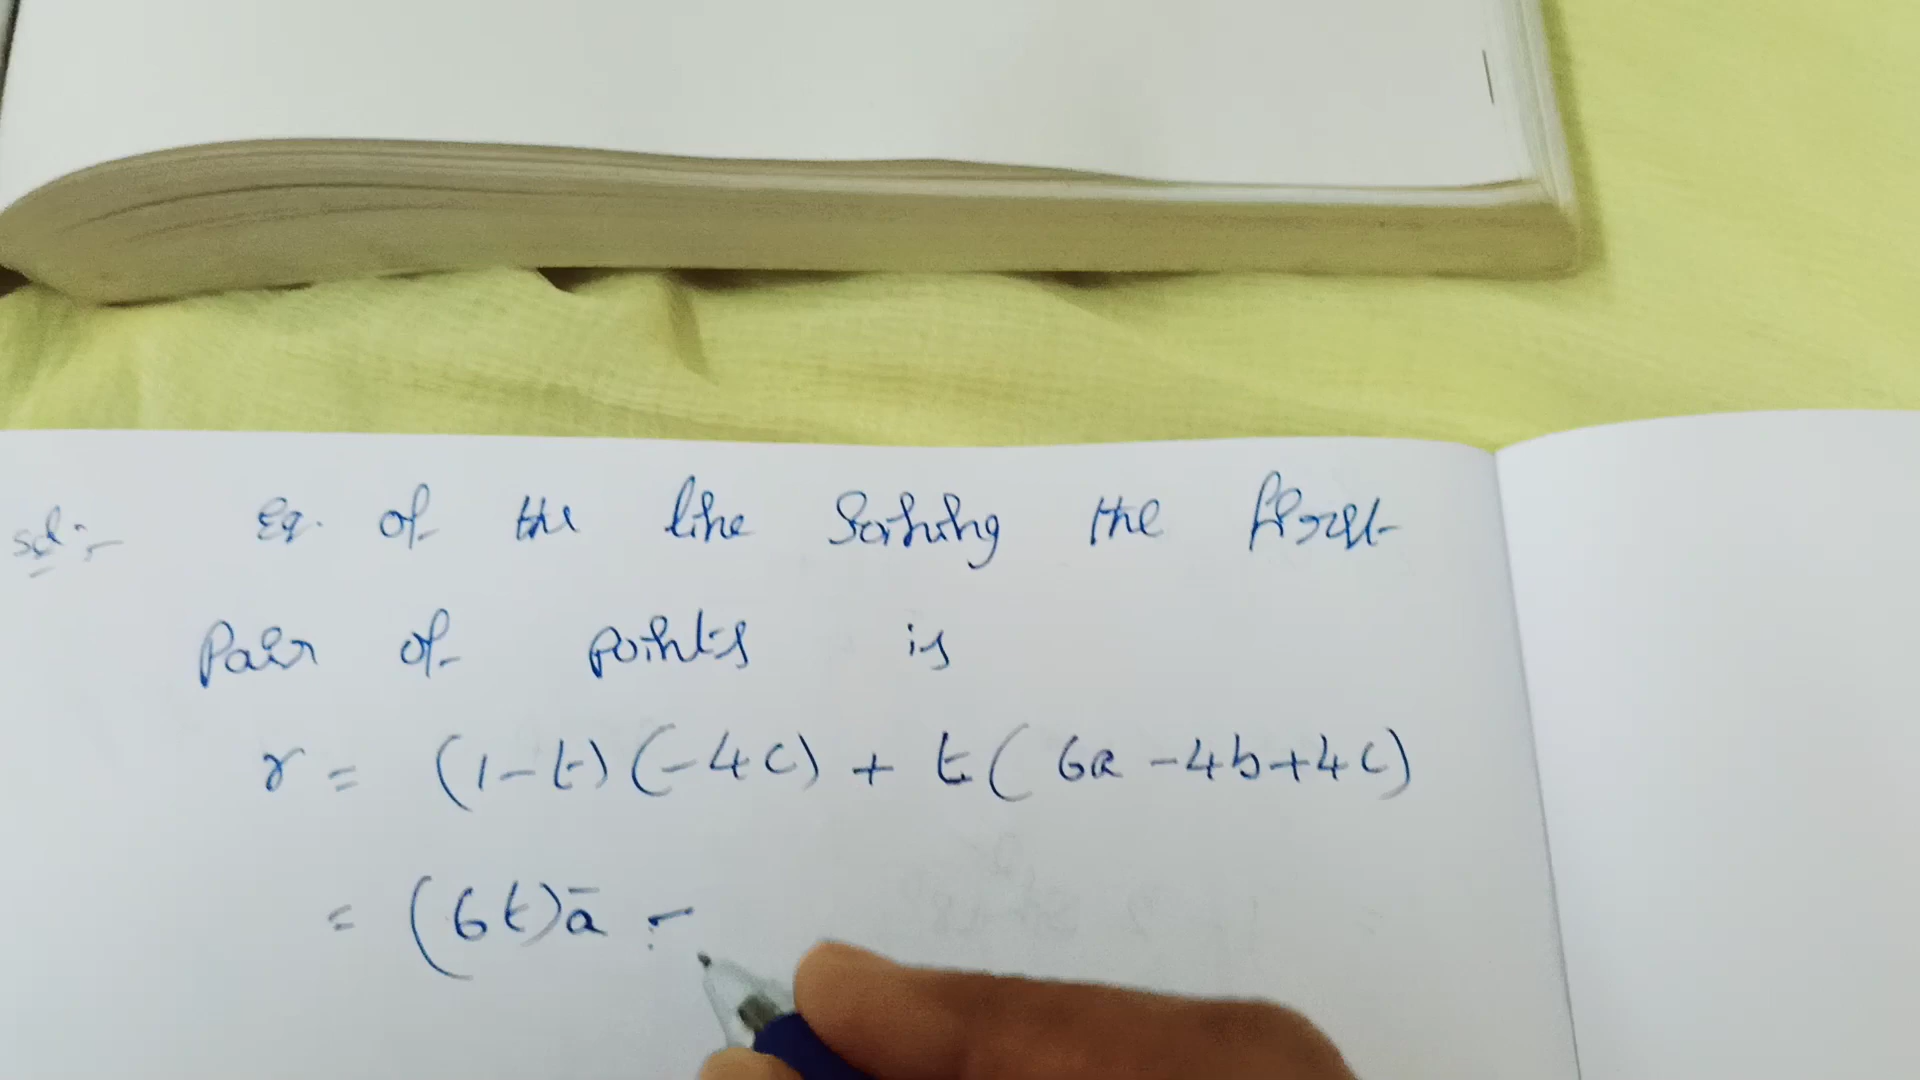 sol:-  Eq. of the line Joining the first
Pair of points is
r = (1-t)(-4c) + t(6a-4b+4c)
= (6t)a̅ -